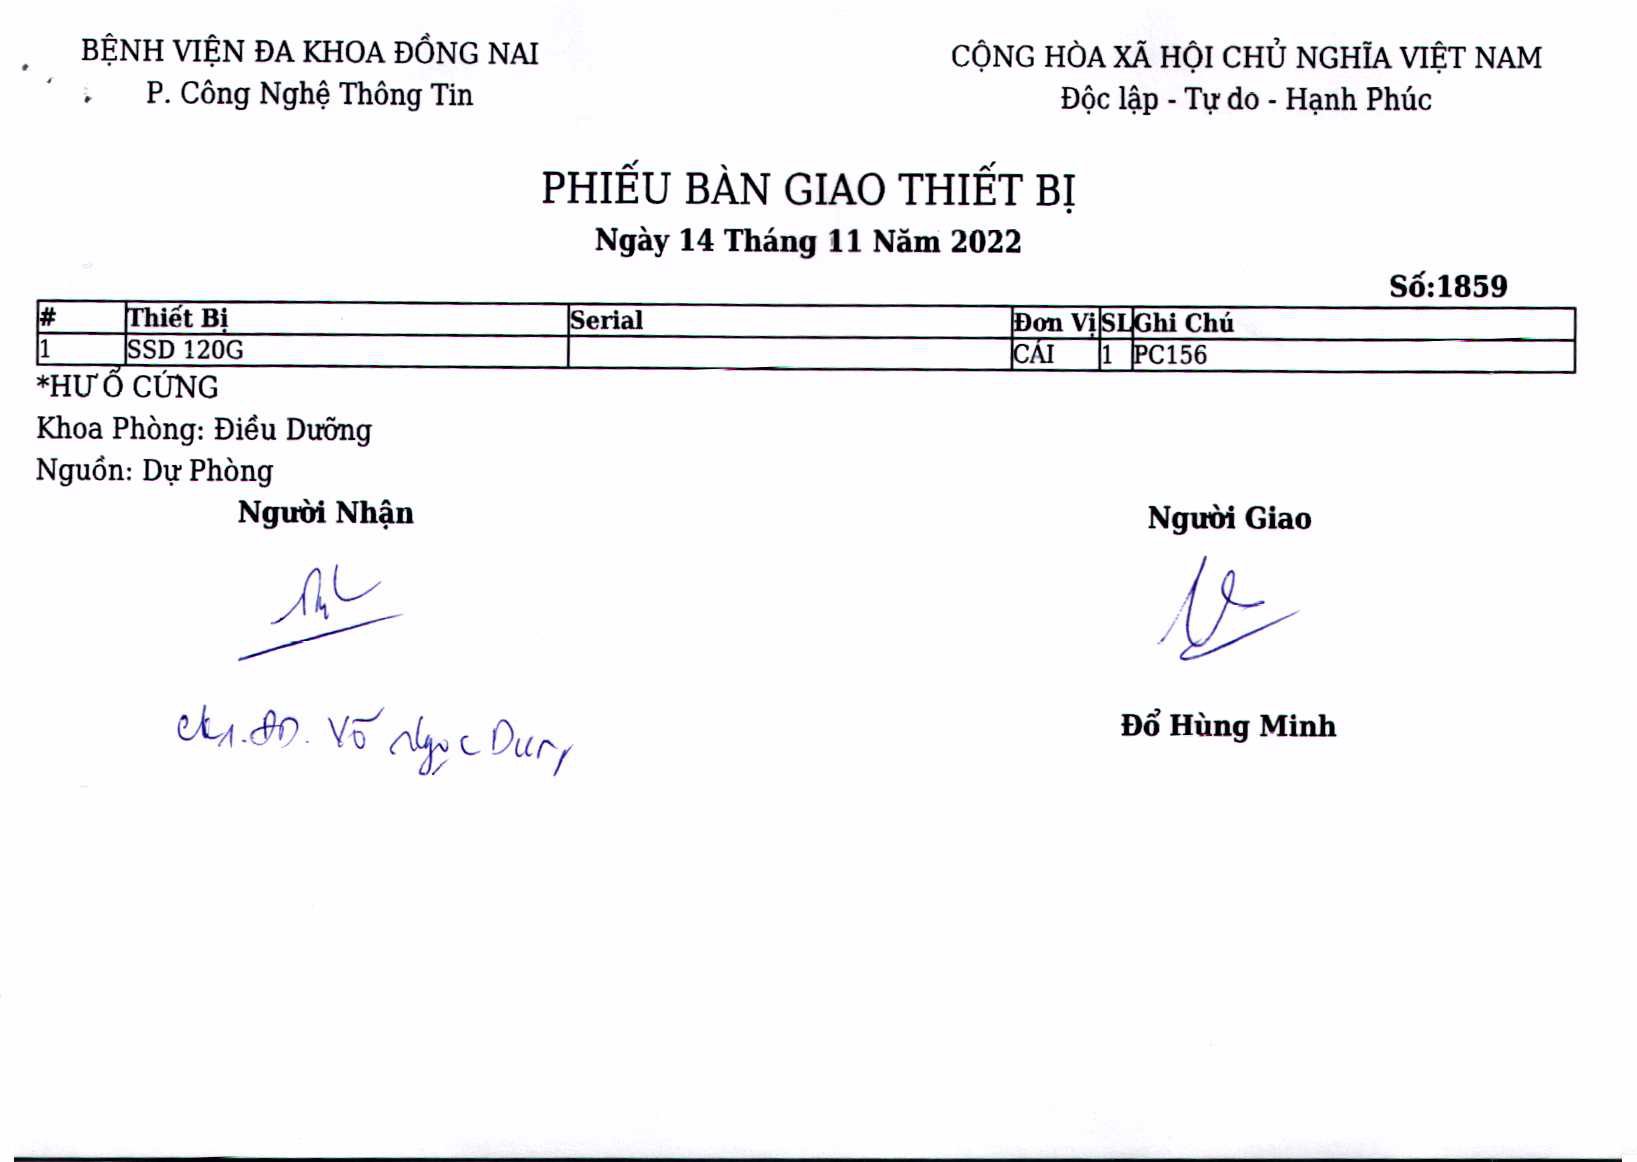 BỆNH VIỆN ĐA KHOA ĐỒNG NAI
P. Công Nghệ Thông Tin
CỘNG HÒA XÃ HỘI CHỦ NGHĨA VIỆT NAM
Độc lập - Tự do - Hạnh Phúc
PHIẾU BÀN GIAO THIẾT BỊ
Ngày 14 Tháng 11 Năm 2022
Số:1859
# Thiết Bị Serial Đơn Vị SL Ghi Chú
1 SSD 120G CÁI 1 PC156
*HƯ Ổ CỨNG
Khoa Phòng: Điều Dưỡng
Nguồn: Dự Phòng
Người Nhận
Người Giao
Võ Ngọc Dung
Đổ Hùng Minh